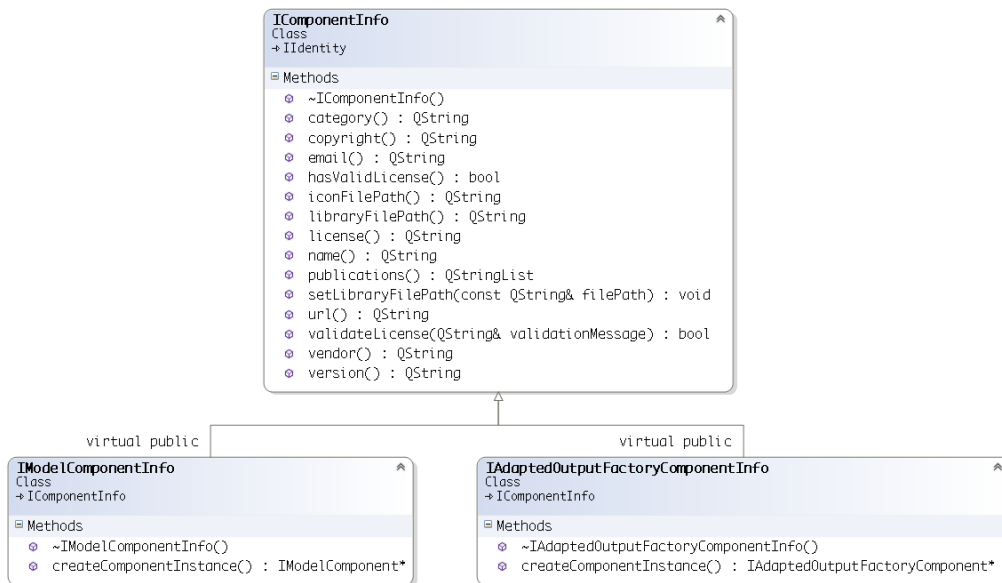 IComponentInfo
Class
→ IIdentity
Methods
~IComponentInfo()
category() : QString
copyright() : QString
email() : QString
hasValidLicense() : bool
iconFilePath() : QString
libraryFilePath() : QString
license() : QString
name() : QString
publications() : QStringList
setLibraryFilePath(const QString& filePath) : void
url() : QString
validateLicense(QString& validationMessage) : bool
vendor() : QString
version() : QString
virtual public
virtual public
IModelComponentInfo
Class
→ IComponentInfo
Methods
~IModelComponentInfo()
createComponentInstance() : IModelComponent*
IAdaptedOutputFactoryComponentInfo
Class
→ IComponentInfo
Methods
~IAdaptedOutputFactoryComponentInfo()
createComponentInstance() : IAdaptedOutputFactoryComponent*